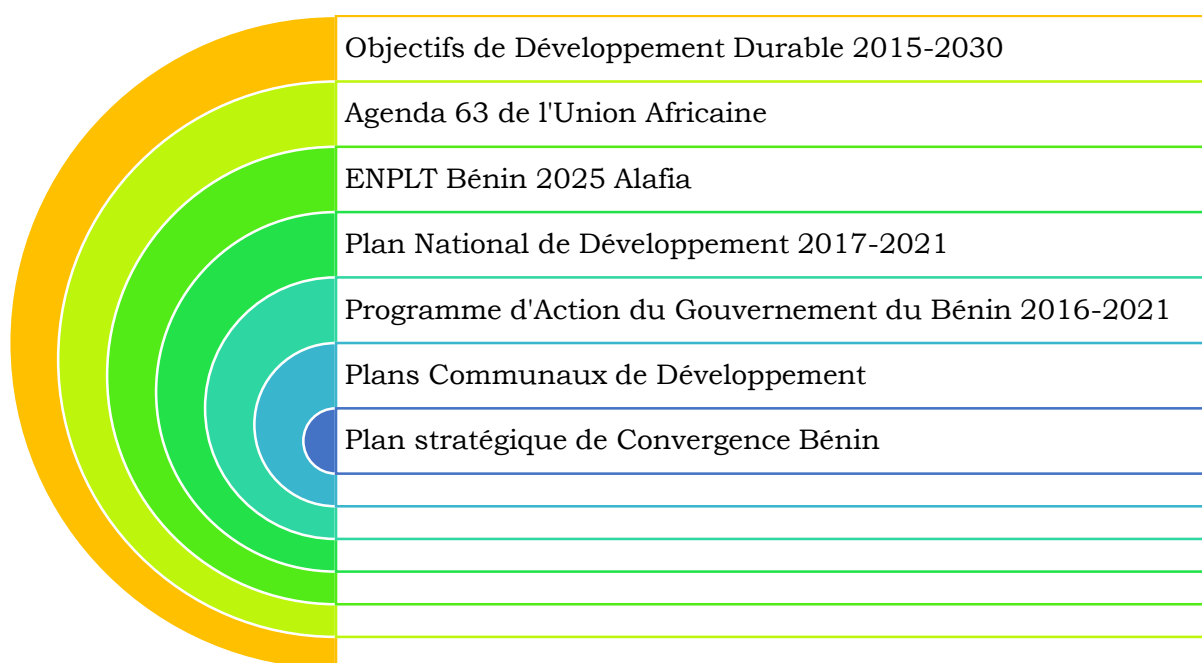 Objectifs de Développement Durable 2015-2030
Agenda 63 de l'Union Africaine
ENPLT Bénin 2025 Alafia
Plan National de Développement 2017-2021
Programme d'Action du Gouvernement du Bénin 2016-2021
Plans Communaux de Développement
Plan stratégique de Convergence Bénin